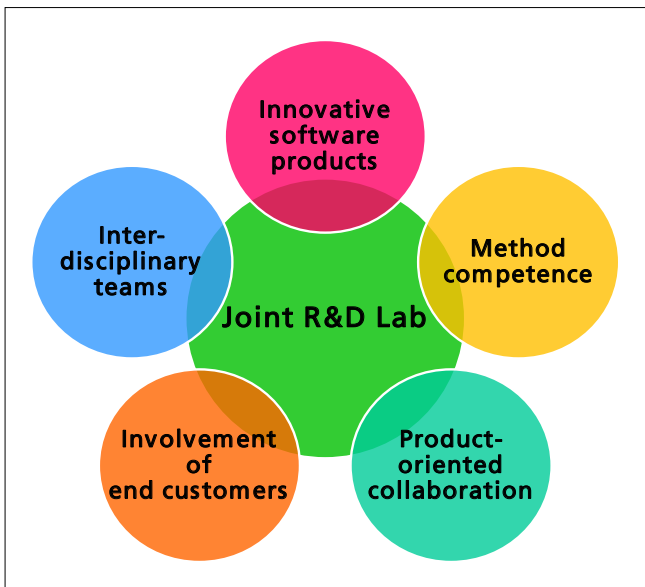 Innovative
software
products
Inter-
disciplinary
teams
Method
competence
Joint R&D Lab
Involvement
of
end customers
Product-
oriented
collaboration